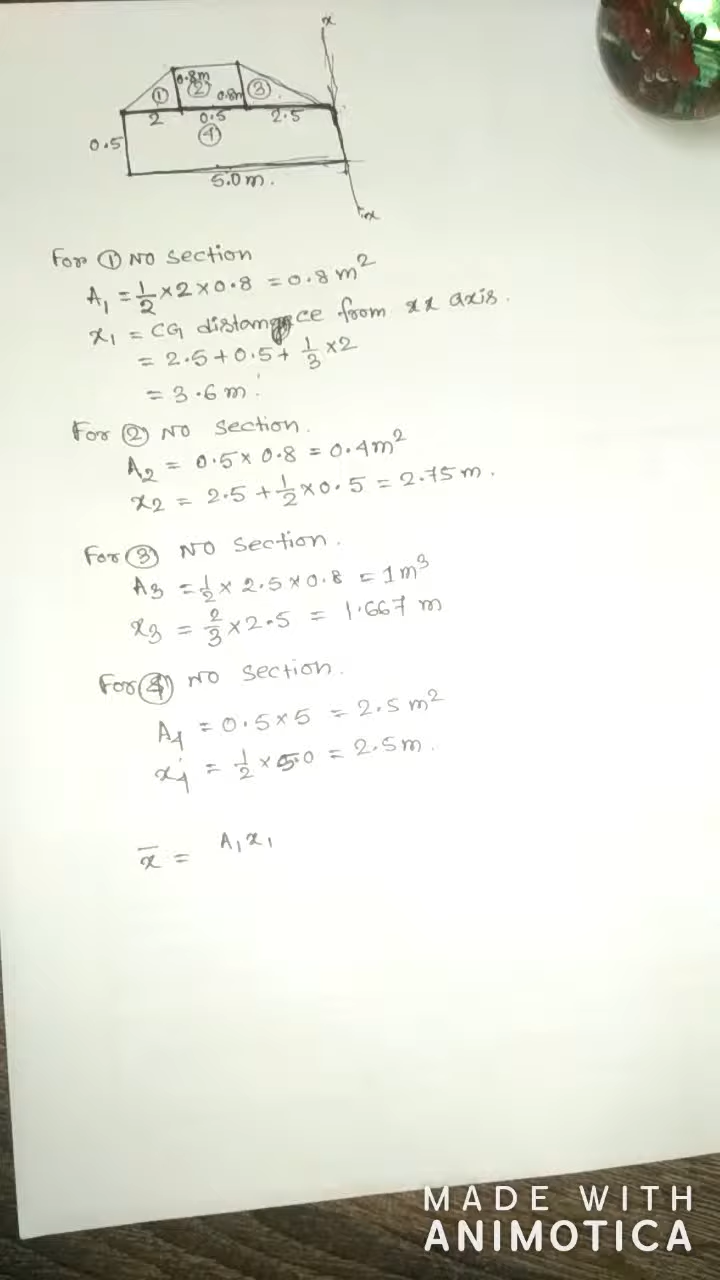 x
0.8m
① ② 0.8m ③
2 0.5 2.5
0.5 ④
5.0m.
x
For ① NO section
A₁ = 1/2 × 2 × 0.8 = 0.8 m²
x₁ = CG distance from xx axis.
= 2.5 + 0.5 + 1/3 × 2
= 3.6 m.
For ② NO section.
A₂ = 0.5 × 0.8 = 0.4 m²
x₂ = 2.5 + 1/2 × 0.5 = 2.75 m.
For ③ NO section.
A₃ = 1/2 × 2.5 × 0.8 = 1 m³
x₃ = 2/3 × 2.5 = 1.667 m
For ④ NO section.
A₄ = 0.5 × 5 = 2.5 m²
x₄ = 1/2 × 5.0 = 2.5 m.
x̄ = A₁x₁
MADE WITH
ANIMOTICA